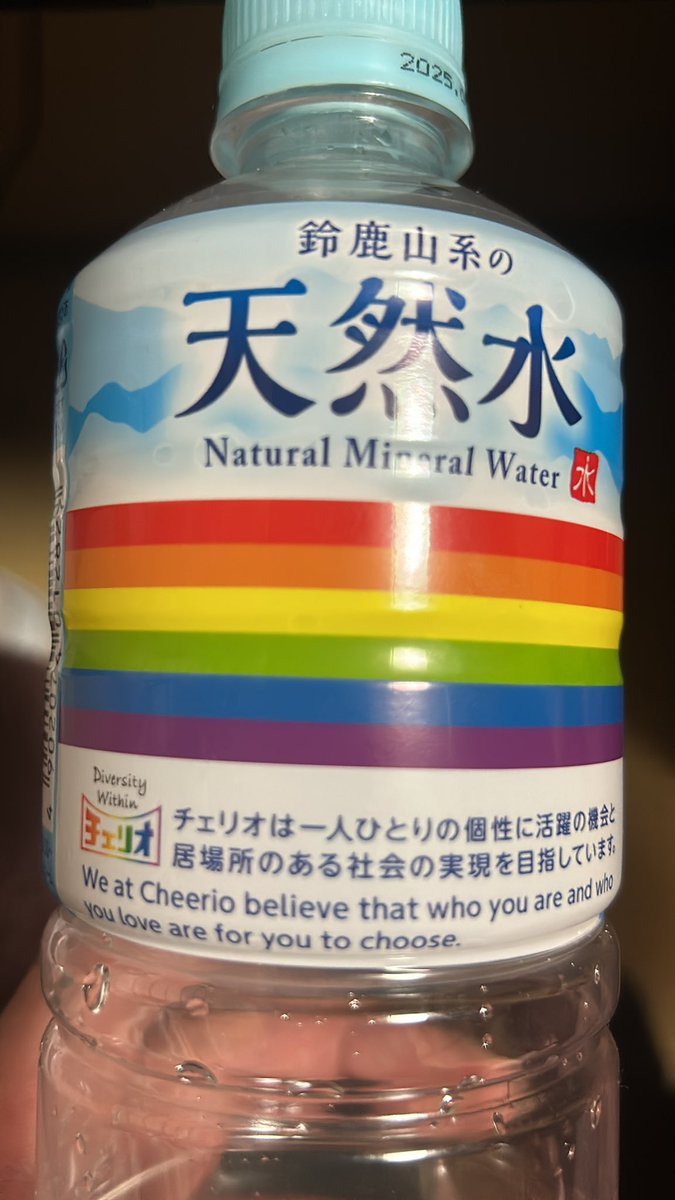 2025.
鈴鹿山系の
天然水
Natural Mineral Water
水
Diversity
Within
チェリオ
チェリオは一人ひとりの個性に活躍の機会と
居場所のある社会の実現を目指しています。
We at Cheerio believe that who you are and who
you love are for you to choose.